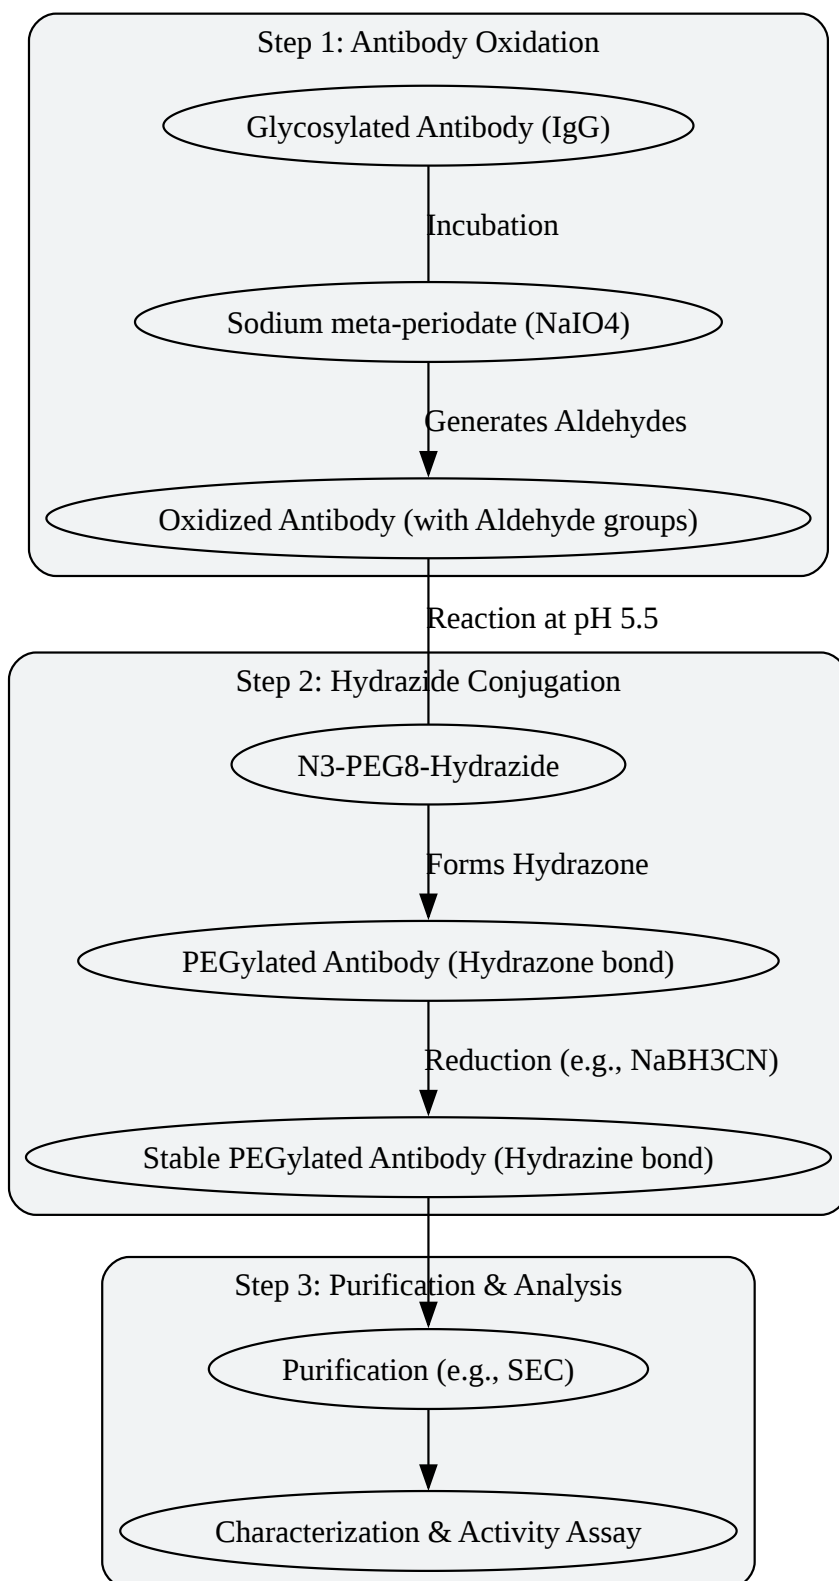 Step 1: Antibody Oxidation
Glycosylated Antibody (IgG)
Incubation
Sodium meta-periodate (NaIO4)
Generates Aldehydes
Oxidized Antibody (with Aldehyde groups)
Reaction at pH 5.5
Step 2: Hydrazide Conjugation
N3-PEG8-Hydrazide
Forms Hydrazone
PEGylated Antibody (Hydrazone bond)
Reduction (e.g., NaBH3CN)
Stable PEGylated Antibody (Hydrazine bond)
Step 3: Purification & Analysis
Purification (e.g., SEC)
Characterization & Activity Assay